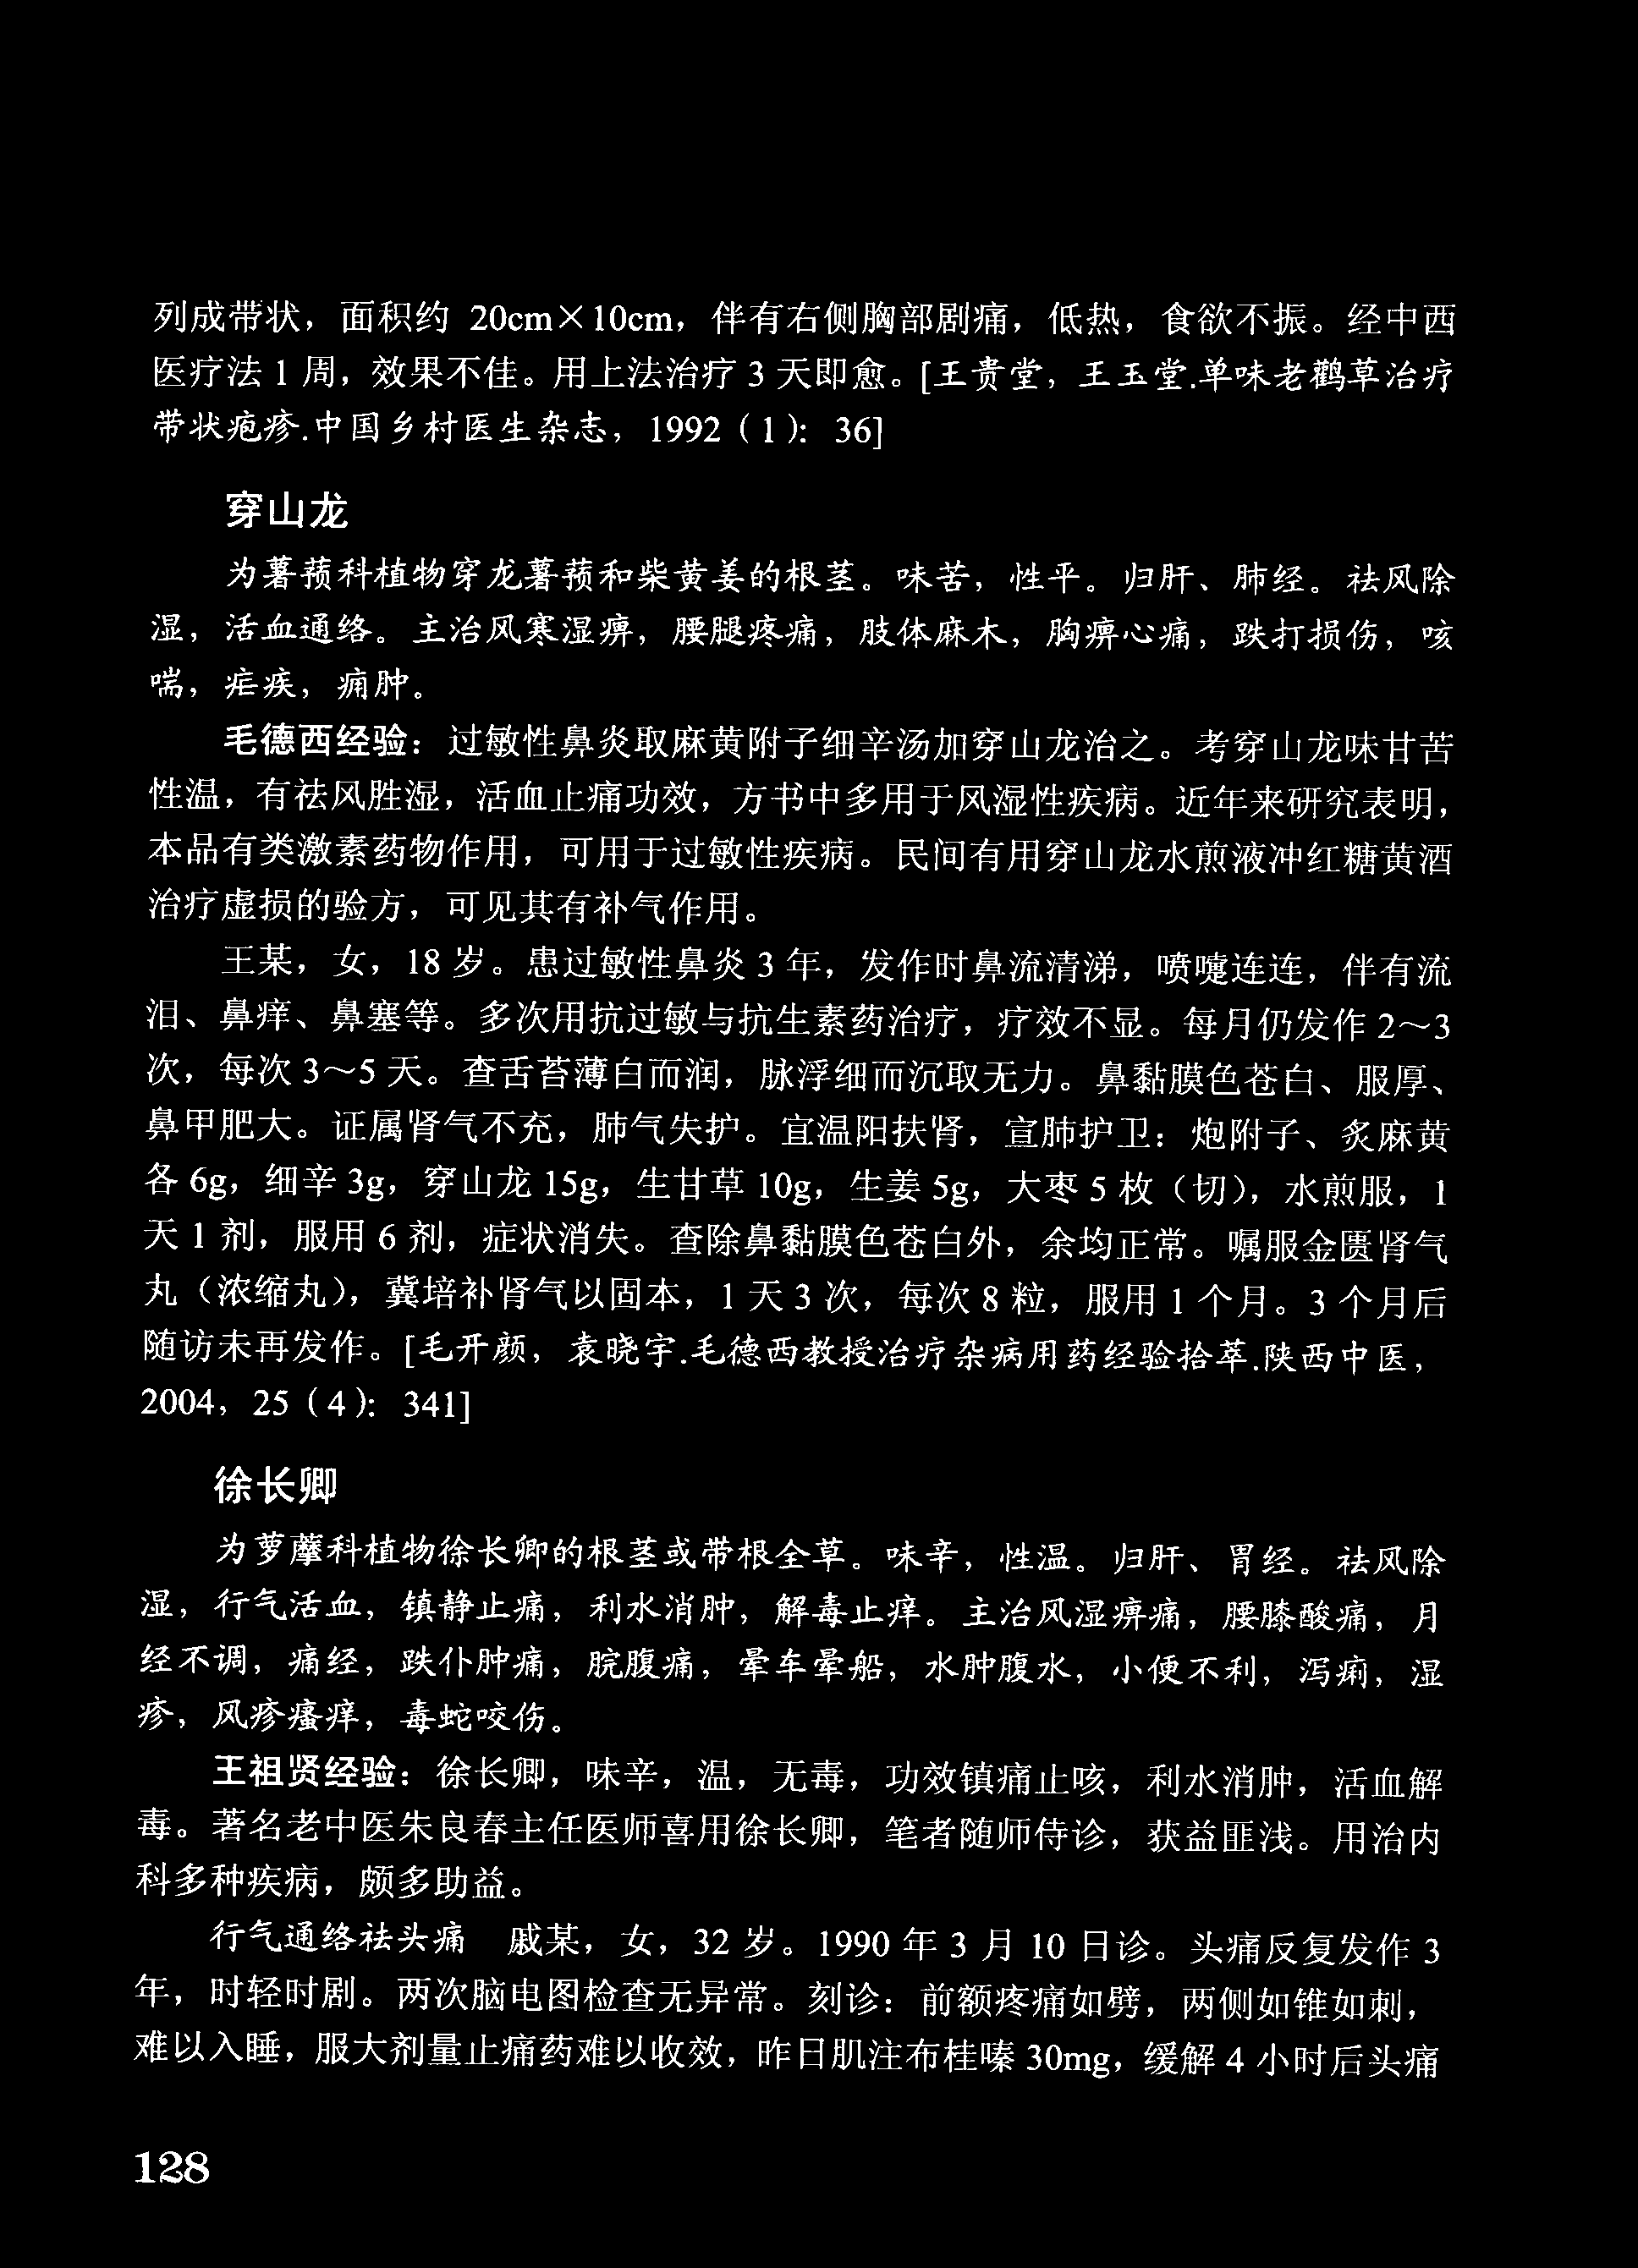 列成带状，面积约 20cm×10cm，伴有右侧胸部剧痛，低热，食欲不振。经中西
医疗法 1 周，效果不佳。用上法治疗 3 天即愈。[王贵堂，王玉堂.单味老鹳草治疗
带状疱疹.中国乡村医生杂志，1992（1）：36]
穿山龙
为薯蓣科植物穿龙薯蓣和柴黄姜的根茎。味苦，性平。归肝、肺经。祛风除
湿，活血通络。主治风寒湿痹，腰腿疼痛，肢体麻木，胸痹心痛，跌打损伤，咳
喘，疟疾，痈肿。
毛德西经验：过敏性鼻炎取麻黄附子细辛汤加穿山龙治之。考穿山龙味甘苦
性温，有祛风胜湿，活血止痛功效，方书中多用于风湿性疾病。近年来研究表明，
本品有类激素药物作用，可用于过敏性疾病。民间有用穿山龙水煎液冲红糖黄酒
治疗虚损的验方，可见其有补气作用。
王某，女，18 岁。患过敏性鼻炎 3 年，发作时鼻流清涕，喷嚏连连，伴有流
泪、鼻痒、鼻塞等。多次用抗过敏与抗生素药治疗，疗效不显。每月仍发作 2～3
次，每次 3～5 天。查舌苔薄白而润，脉浮细而沉取无力。鼻黏膜色苍白、服厚、
鼻甲肥大。证属肾气不充，肺气失护。宜温阳扶肾，宣肺护卫：炮附子、炙麻黄
各 6g，细辛 3g，穿山龙 15g，生甘草 10g，生姜 5g，大枣 5 枚（切），水煎服，1
天 1 剂，服用 6 剂，症状消失。查除鼻黏膜色苍白外，余均正常。嘱服金匮肾气
丸（浓缩丸），冀培补肾气以固本，1 天 3 次，每次 8 粒，服用 1 个月。3 个月后
随访未再发作。[毛开颜，袁晓宇.毛德西教授治疗杂病用药经验拾萃.陕西中医，
2004，25（4）：341]
徐长卿
为萝藦科植物徐长卿的根茎或带根全草。味辛，性温。归肝、胃经。祛风除
湿，行气活血，镇静止痛，利水消肿，解毒止痒。主治风湿痹痛，腰膝酸痛，月
经不调，痛经，跌仆肿痛，脘腹痛，晕车晕船，水肿腹水，小便不利，泻痢，湿
疹，风疹瘙痒，毒蛇咬伤。
王祖贤经验：徐长卿，味辛，温，无毒，功效镇痛止咳，利水消肿，活血解
毒。著名老中医朱良春主任医师喜用徐长卿，笔者随师侍诊，获益匪浅。用治内
科多种疾病，颇多助益。
行气通络祛头痛　戚某，女，32 岁。1990 年 3 月 10 日诊。头痛反复发作 3
年，时轻时剧。两次脑电图检查无异常。刻诊：前额疼痛如劈，两侧如锥如刺，
难以入睡，服大剂量止痛药难以收效，昨日肌注布桂嗪 30mg，缓解 4 小时后头痛
128